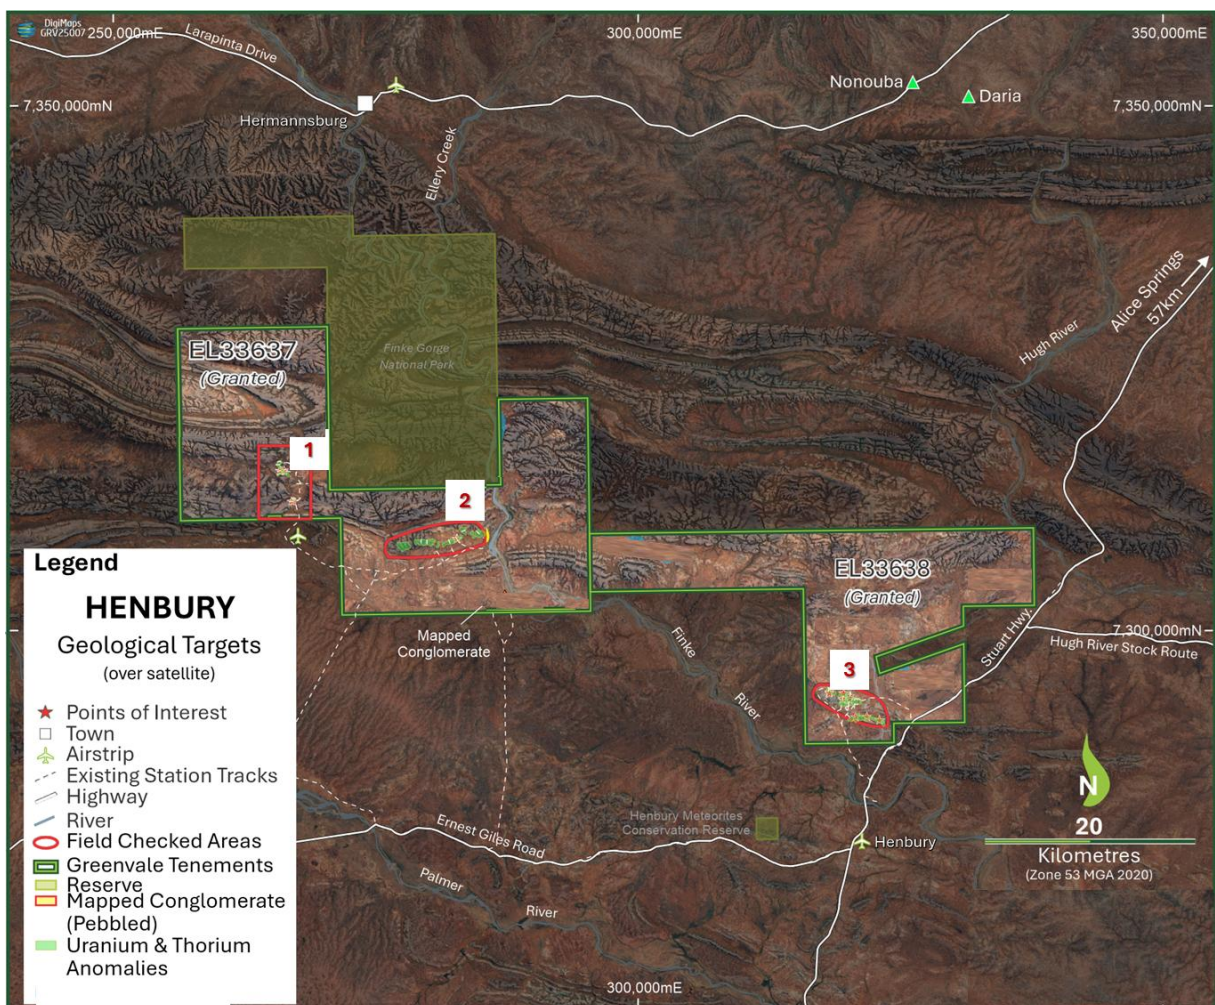 DigiMaps
GRV25007
250,000mE
300,000mE
350,000mE
Larapinta Drive
Nonouba
Daria
7,350,000mN
7,350,000mN
Hermannsburg
Ellery Creek
Alice Springs
57km
Hugh River
EL33637
(Granted)
Finke Gorge
National Park
1
2
EL33638
(Granted)
Mapped
Conglomerate
Finke
River
Stuart Hwy.
7,300,000mN
Hugh River Stock Route
3
Legend
HENBURY
Geological Targets
(over satellite)
Points of Interest
Town
Airstrip
Existing Station Tracks
Highway
River
Field Checked Areas
Greenvale Tenements
Reserve
Mapped Conglomerate
(Pebbled)
Uranium & Thorium
Anomalies
Ernest Giles Road
Henbury Meteorites
Conservation Reserve
Henbury
Palmer
River
N
20
Kilometres
(Zone 53 MGA 2020)
300,000mE